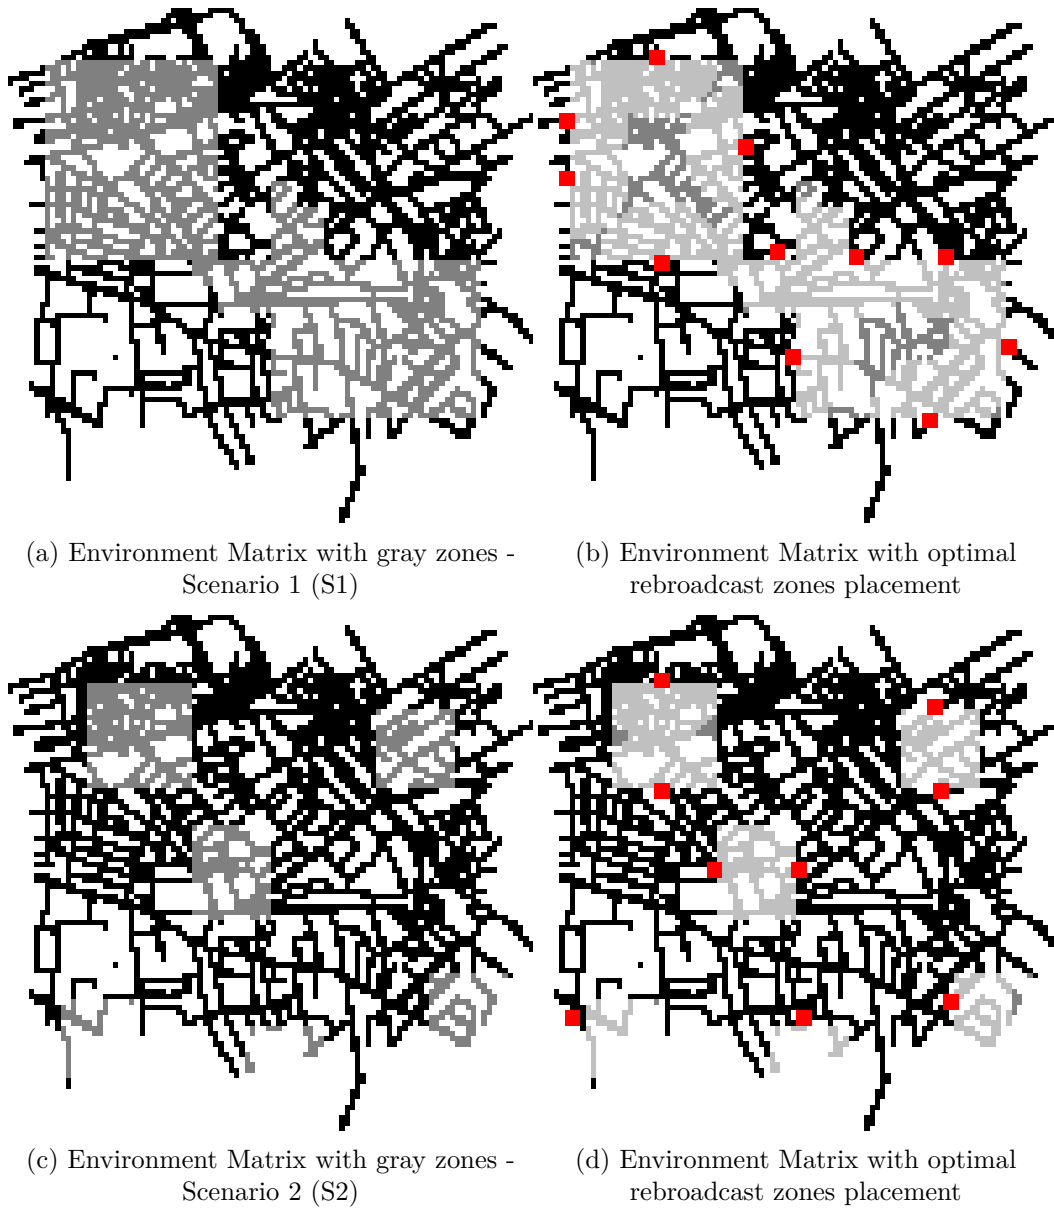 (a) Environment Matrix with gray zones -
Scenario 1 (S1)
(b) Environment Matrix with optimal
rebroadcast zones placement
(c) Environment Matrix with gray zones -
Scenario 2 (S2)
(d) Environment Matrix with optimal
rebroadcast zones placement